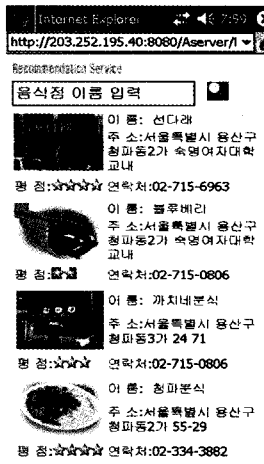 Internet Explorer 7:59
http://203.252.195.40:8080/Aserver/I
Recommendation Service
음식점 이름 입력
이 름: 선다래
주 소:서울특별시 용산구
청파동2가 숙명여자대학
교내
평 점:☆☆☆☆ 연락처:02-715-6963
이 름: 블루베리
주 소:서울특별시 용산구
청파동2가 숙명여자대학
교내
평 점: 연락처:02-715-0806
이 름: 까치네분식
주 소:서울특별시 용산구
청파동3가 24 71
평 점:☆☆☆ 연락처:02-715-0806
이 름: 청파분식
주 소:서울특별시 용산구
청파동2가 55-29
평 점:☆☆☆☆ 연락처:02-334-3882